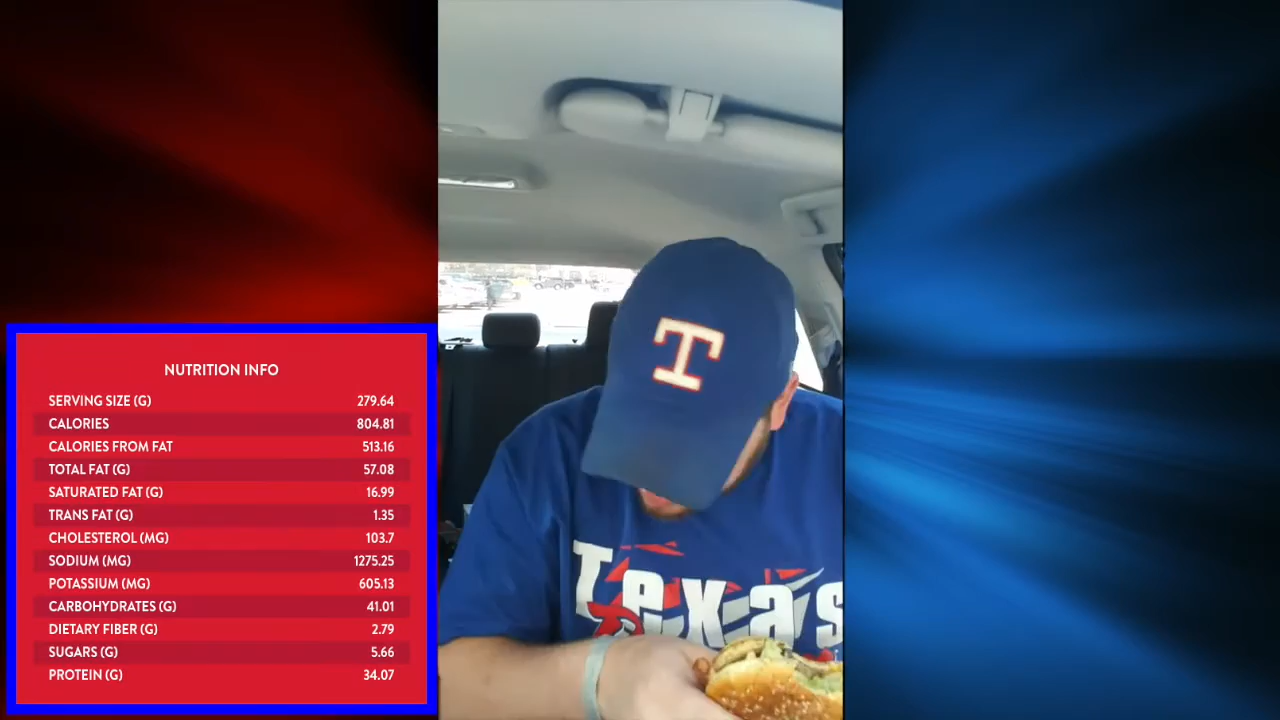 NUTRITION INFO
SERVING SIZE (G) 279.64
CALORIES 804.81
CALORIES FROM FAT 513.16
TOTAL FAT (G) 57.08
SATURATED FAT (G) 16.99
TRANS FAT (G) 1.35
CHOLESTEROL (MG) 103.7
SODIUM (MG) 1275.25
POTASSIUM (MG) 605.13
CARBOHYDRATES (G) 41.01
DIETARY FIBER (G) 2.79
SUGARS (G) 5.66
PROTEIN (G) 34.07
T
Texas